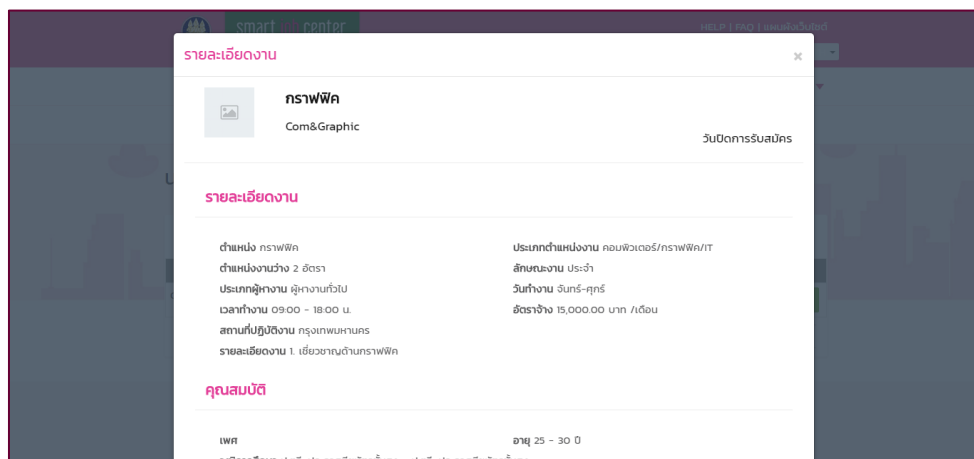 smart job center
HELP | FAQ | แผนผังเว็บไซต์
รายละเอียดงาน ×
กราฟฟิค
Com&Graphic
วันปิดการรับสมัคร
รายละเอียดงาน
ตำแหน่ง กราฟฟิค ประเภทตำแหน่งงาน คอมพิวเตอร์/กราฟฟิค/IT
ตำแหน่งงานว่าง 2 อัตรา ลักษณะงาน ประจำ
ประเภทผู้หางาน ผู้หางานทั่วไป วันทำงาน จันทร์-ศุกร์
เวลาทำงาน 09:00 - 18:00 น. อัตราจ้าง 15,000.00 บาท /เดือน
สถานที่ปฏิบัติงาน กรุงเทพมหานคร
รายละเอียดงาน 1. เชี่ยวชาญด้านกราฟฟิค
คุณสมบัติ
เพศ อายุ 25 - 30 ปี